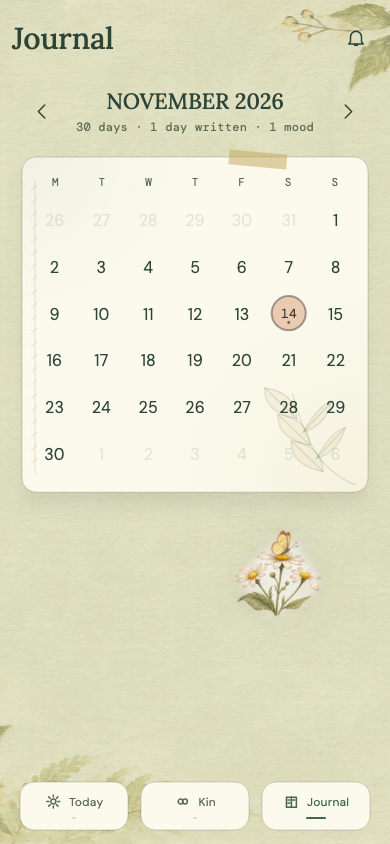 Journal
NOVEMBER 2026
30 days · 1 day written · 1 mood
M T W T F S S
26 27 28 29 30 31 1
2 3 4 5 6 7 8
9 10 11 12 13 14 15
16 17 18 19 20 21 22
23 24 25 26 27 28 29
30 1 2 3 4 5 6
Today Kin Journal